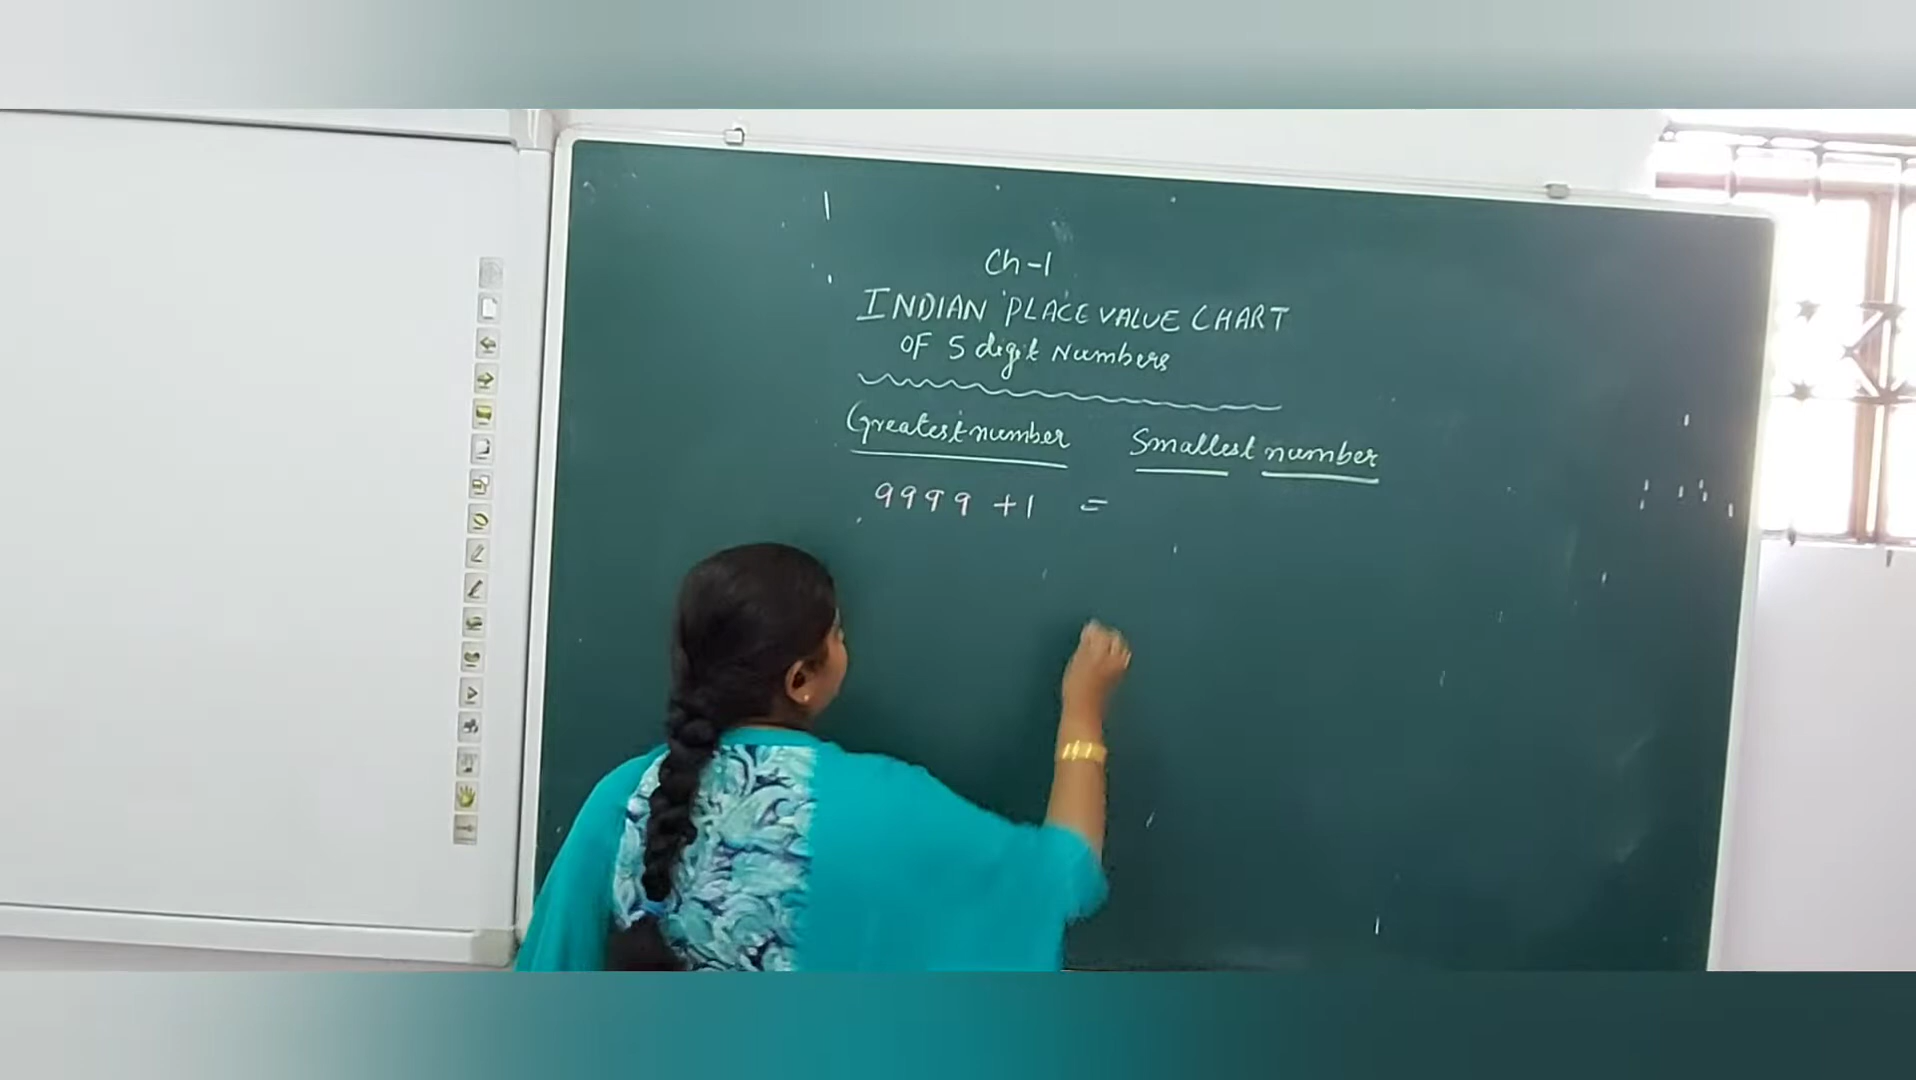 Ch-1
INDIAN PLACE VALUE CHART
OF 5 digit Numbers
Greatest number Smallest number
9999 +1 =